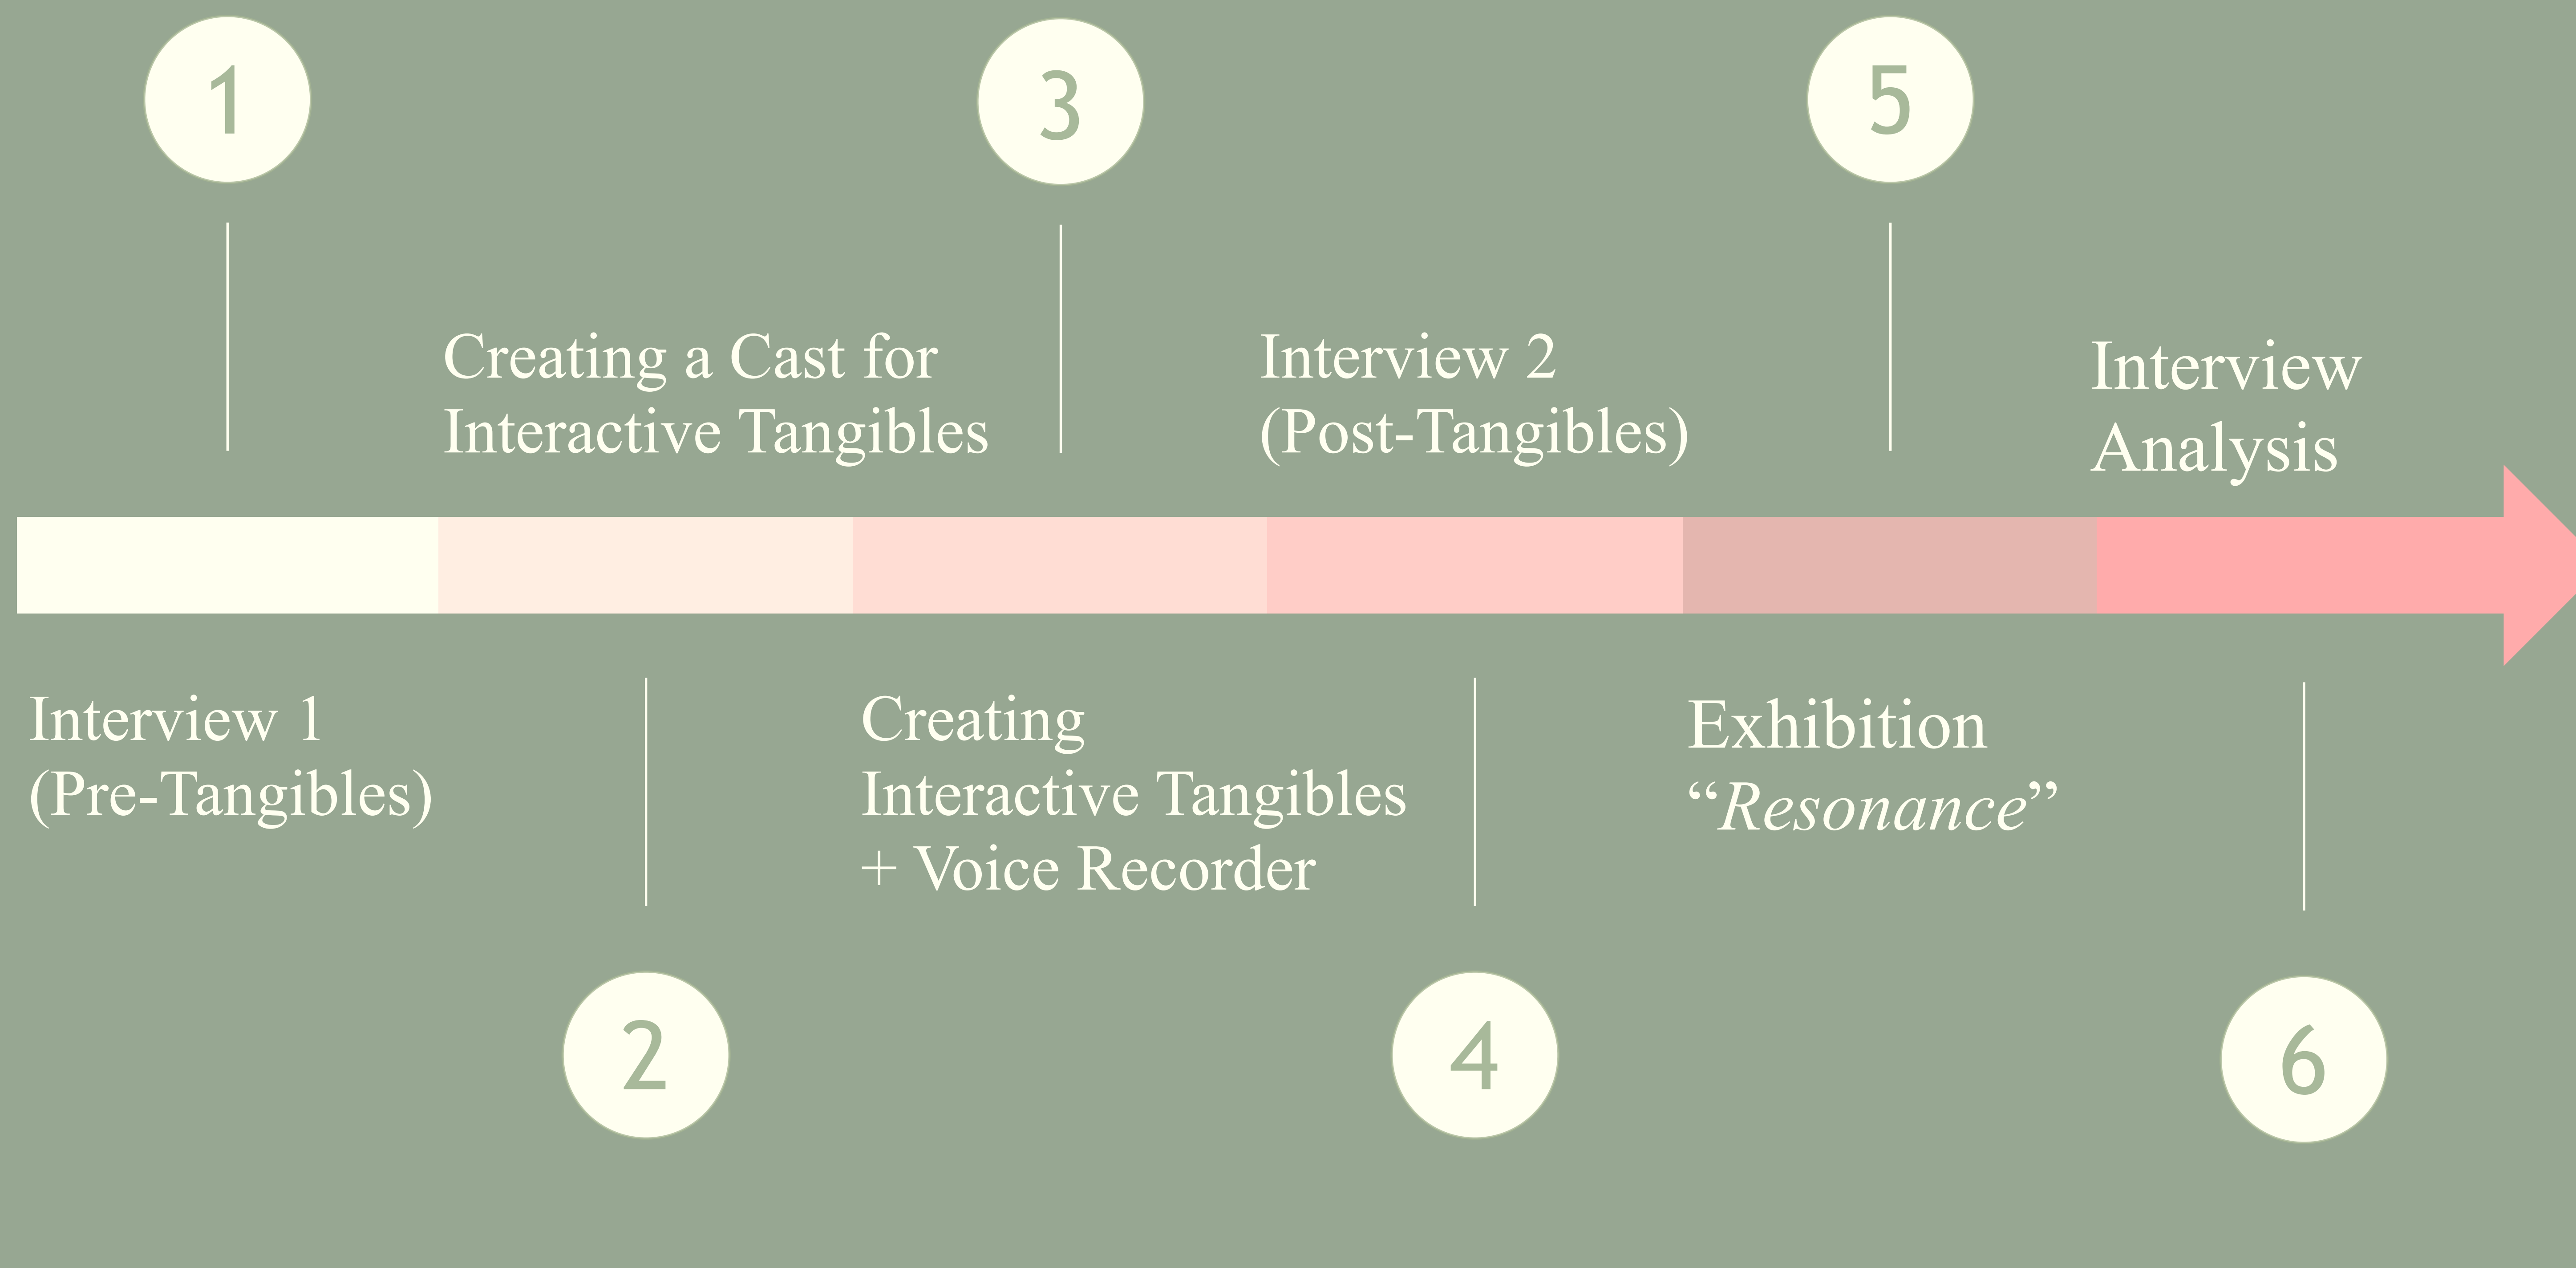 1
Interview 1
(Pre-Tangibles)
2
Creating a Cast for
Interactive Tangibles
3
Creating
Interactive Tangibles
+ Voice Recorder
4
Interview 2
(Post-Tangibles)
5
Exhibition
“Resonance”
6
Interview
Analysis